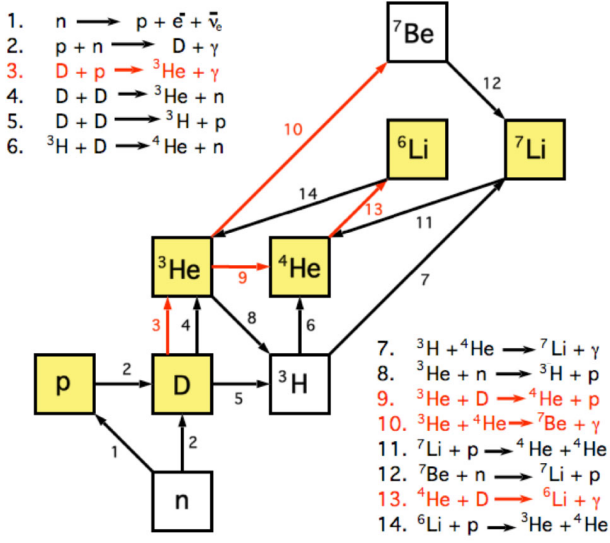 1. n ⟶ p + e⁻ + ν̄ₑ
2. p + n ⟶ D + γ
3. D + p ⟶ ³He + γ
4. D + D ⟶ ³He + n
5. D + D ⟶ ³H + p
6. ³H + D ⟶ ⁴He + n
⁷Be
12
10
⁶Li
⁷Li
14
13
11
³He
9
⁴He
7
3
4
8
6
p
2
D
5
³H
1
2
n
7. ³H + ⁴He ⟶ ⁷Li + γ
8. ³He + n ⟶ ³H + p
9. ³He + D ⟶ ⁴He + p
10. ³He + ⁴He ⟶ ⁷Be + γ
11. ⁷Li + p ⟶ ⁴He + ⁴He
12. ⁷Be + n ⟶ ⁷Li + p
13. ⁴He + D ⟶ ⁶Li + γ
14. ⁶Li + p ⟶ ³He + ⁴He